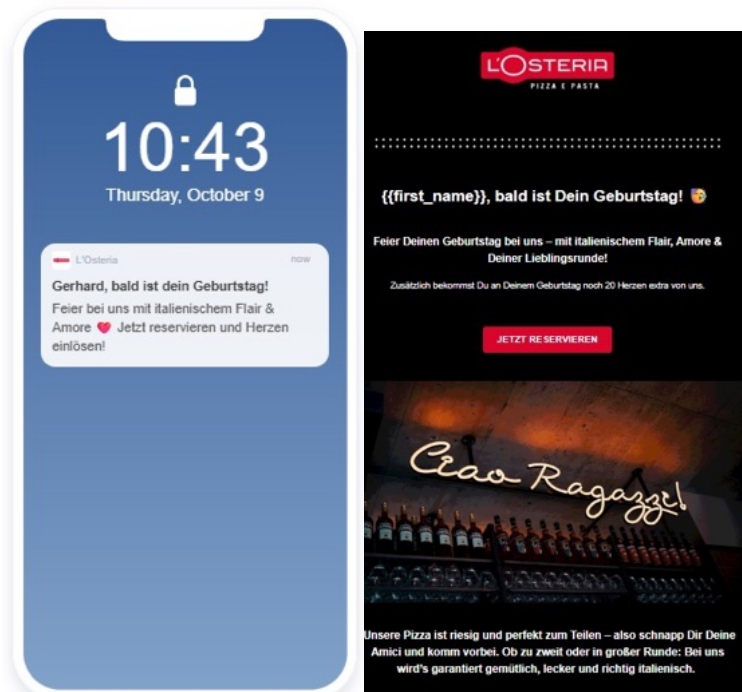 10:43
Thursday, October 9
L'Osteria
now
Gerhard, bald ist dein Geburtstag!
Feier bei uns mit italienischem Flair &
Amore 💗 Jetzt reservieren und Herzen
einlösen!
L'OSTERIA
PIZZA E PASTA
{{first_name}}, bald ist Dein Geburtstag! 🥳
Feier Deinen Geburtstag bei uns – mit italienischem Flair, Amore &
Deiner Lieblingsrunde!
Zusätzlich bekommst Du an Deinem Geburtstag noch 20 Herzen extra von uns.
JETZT RESERVIEREN
Ciao Ragazzi!
Unsere Pizza ist riesig und perfekt zum Teilen – also schnapp Dir Deine
Amici und komm vorbei. Ob zu zweit oder in großer Runde: Bei uns
wird's garantiert gemütlich, lecker und richtig italienisch.